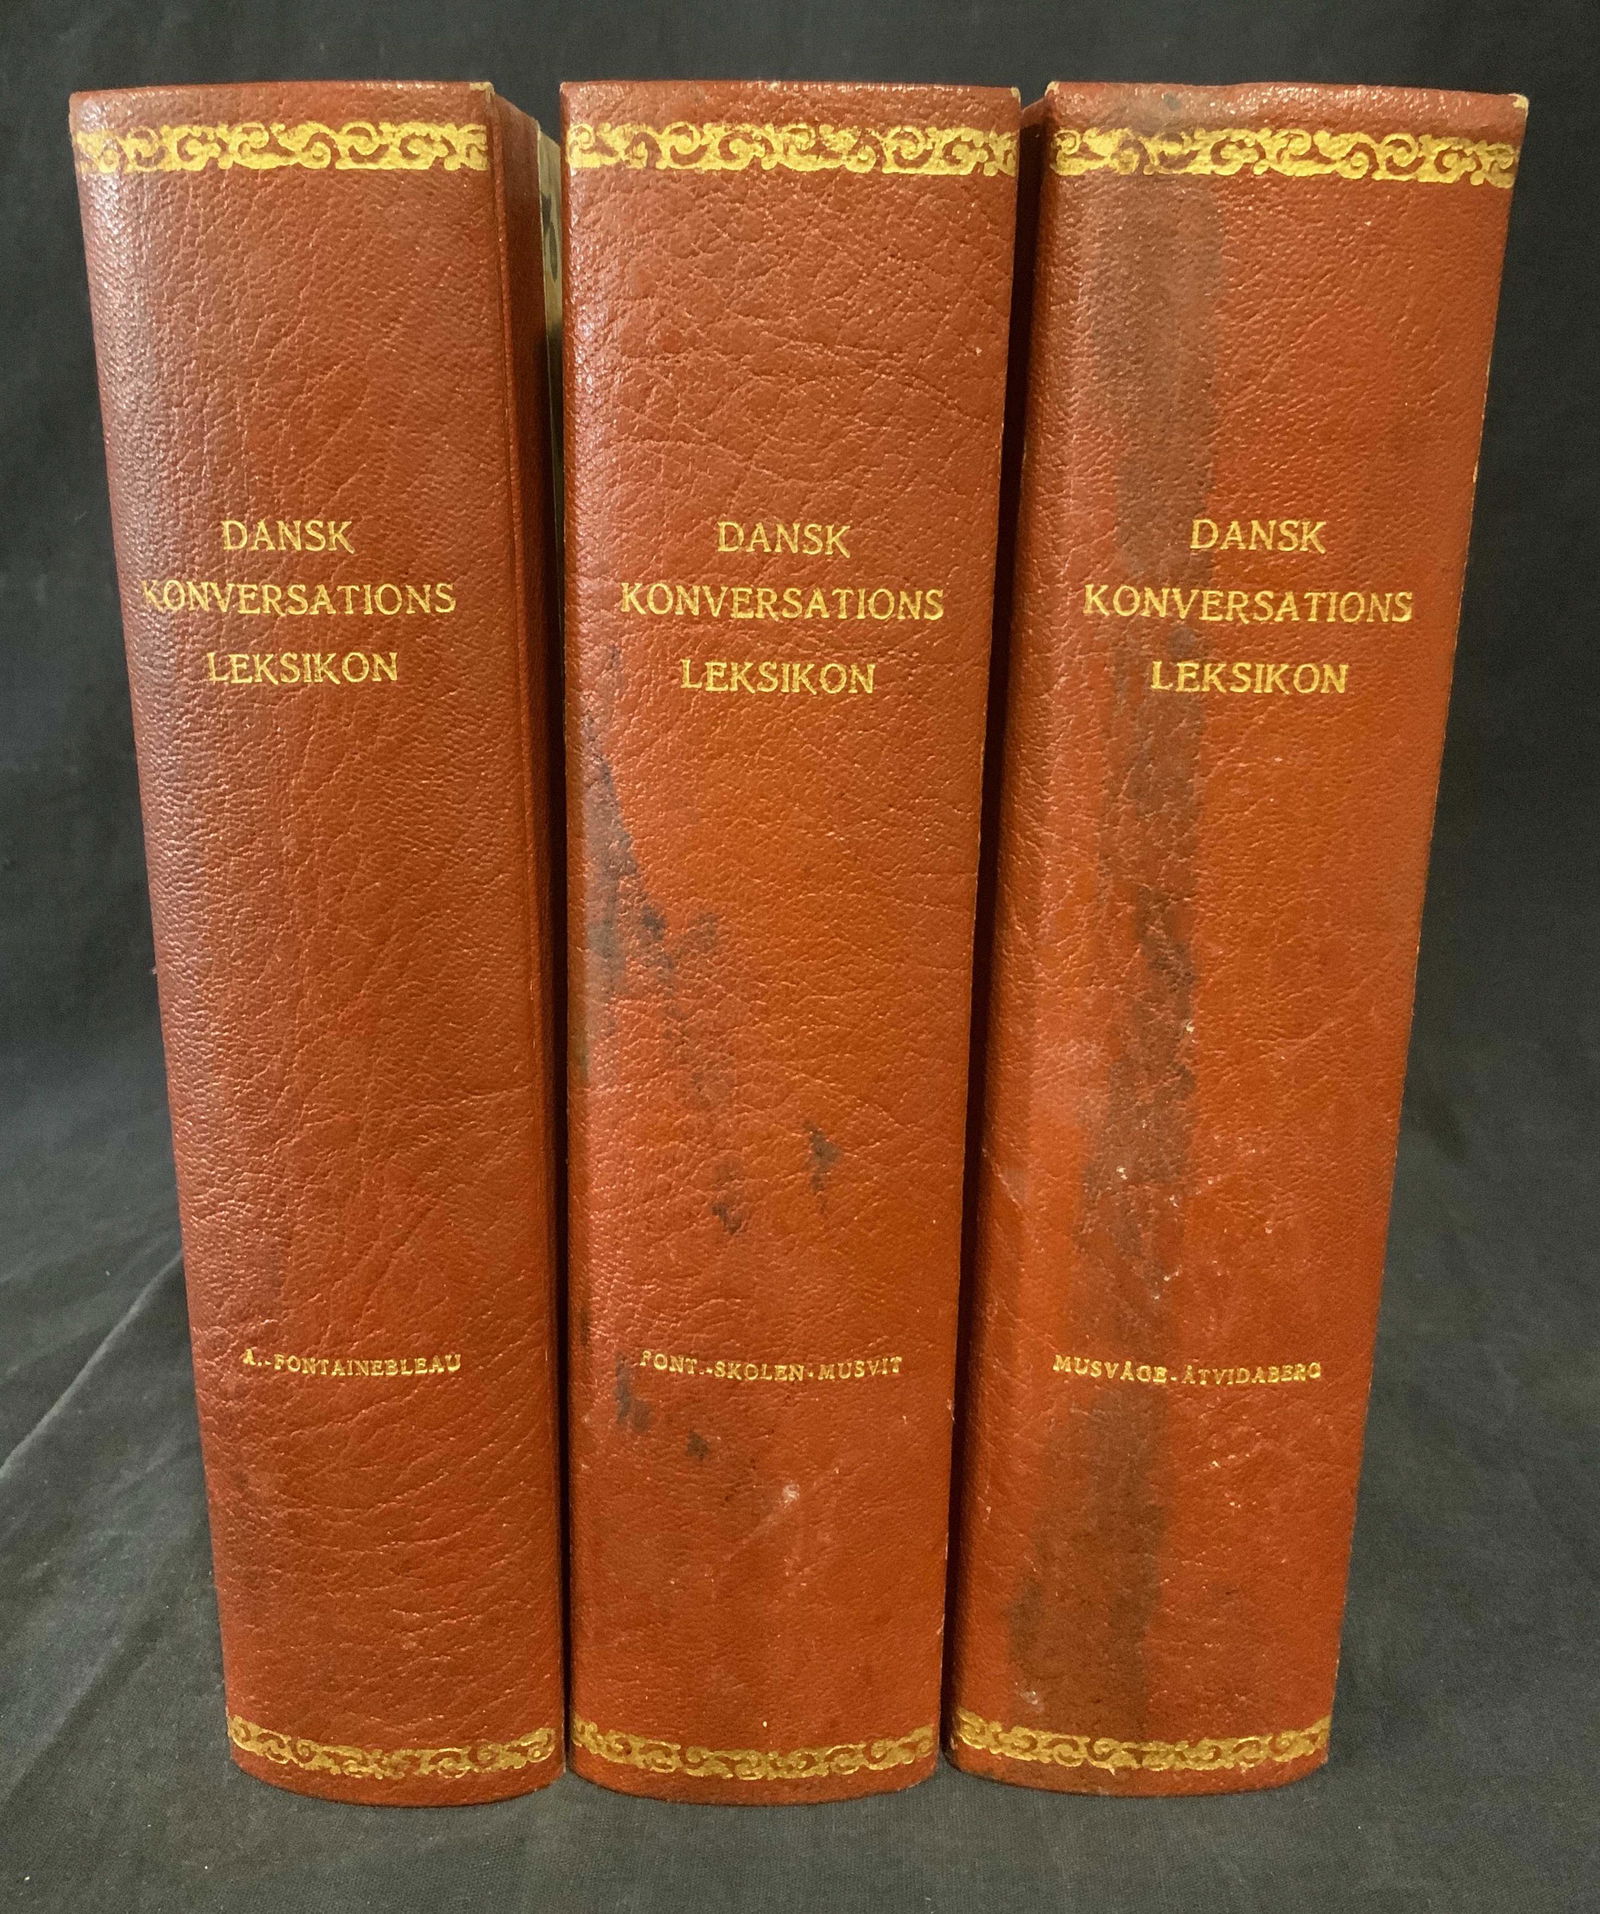 DANSK
KONVERSATIONS
LEKSIKON
A.-FONTAINEBLEAU
DANSK
KONVERSATIONS
LEKSIKON
FONT.-SKOLEN-MUSVIT
DANSK
KONVERSATIONS
LEKSIKON
MUSVÅGE-ÅTVIDABERG